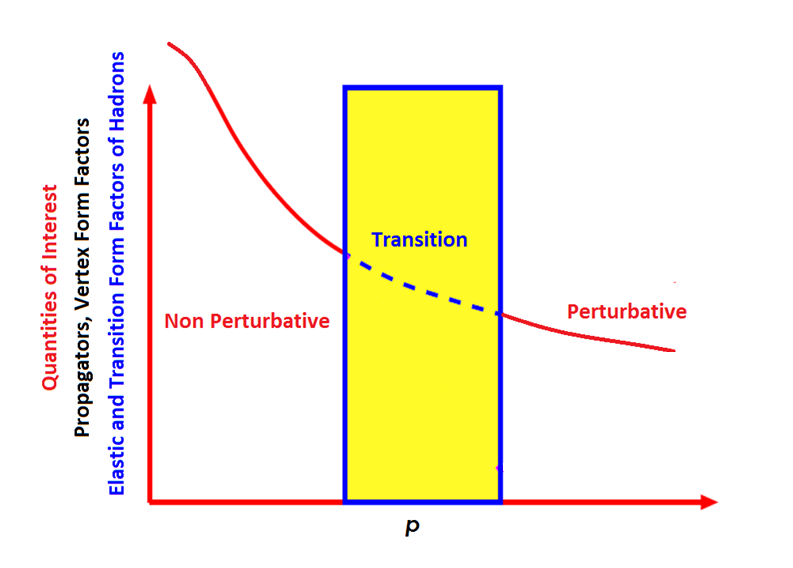 Quantities of Interest
Propagators, Vertex Form Factors
Elastic and Transition Form Factors of Hadrons
Transition
Non Perturbative
Perturbative
p